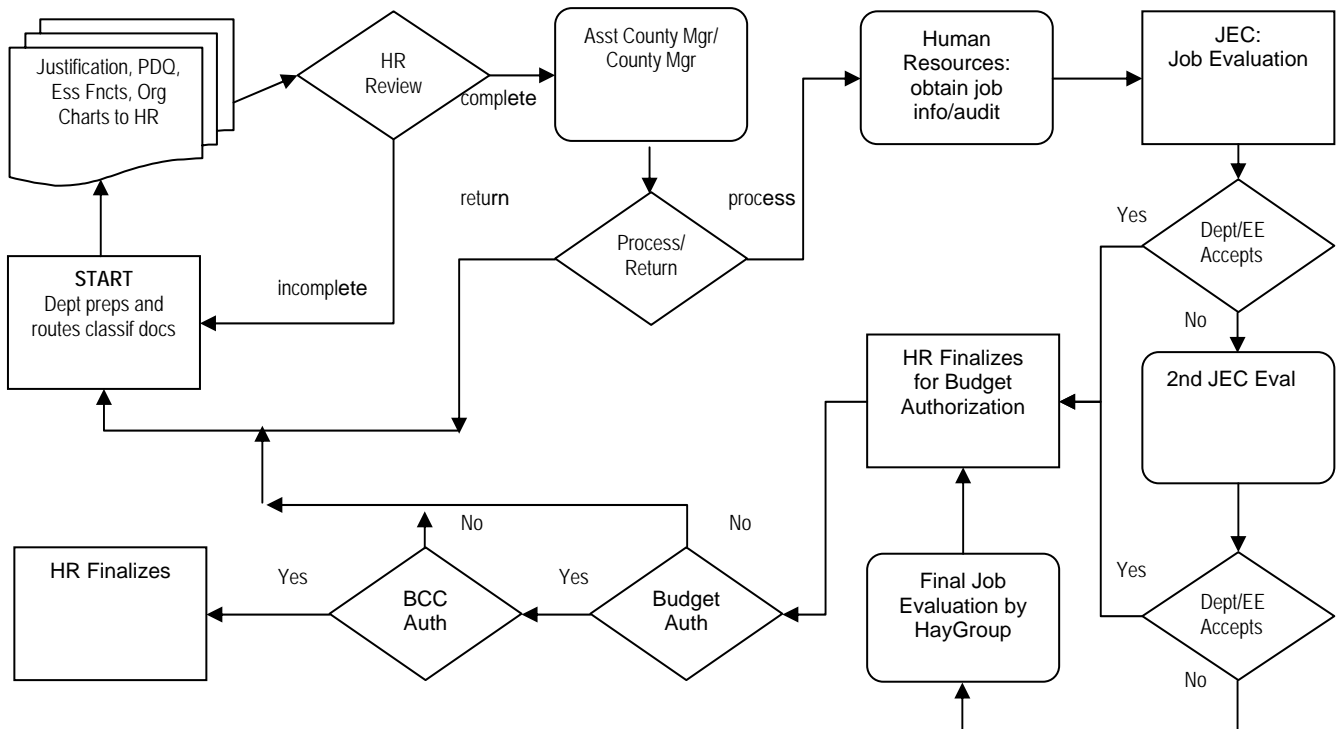 Justification, PDQ,
Ess Fncts, Org
Charts to HR
HR
Review
complete
Asst County Mgr/
County Mgr
Human
Resources:
obtain job
info/audit
JEC:
Job Evaluation
return
process
Process/
Return
Yes
Dept/EE
Accepts
No
START
Dept preps and
routes classif docs
incomplete
HR Finalizes
for Budget
Authorization
2nd JEC Eval
No
No
HR Finalizes
Yes
BCC
Auth
Yes
Budget
Auth
Final Job
Evaluation by
HayGroup
Yes
Dept/EE
Accepts
No